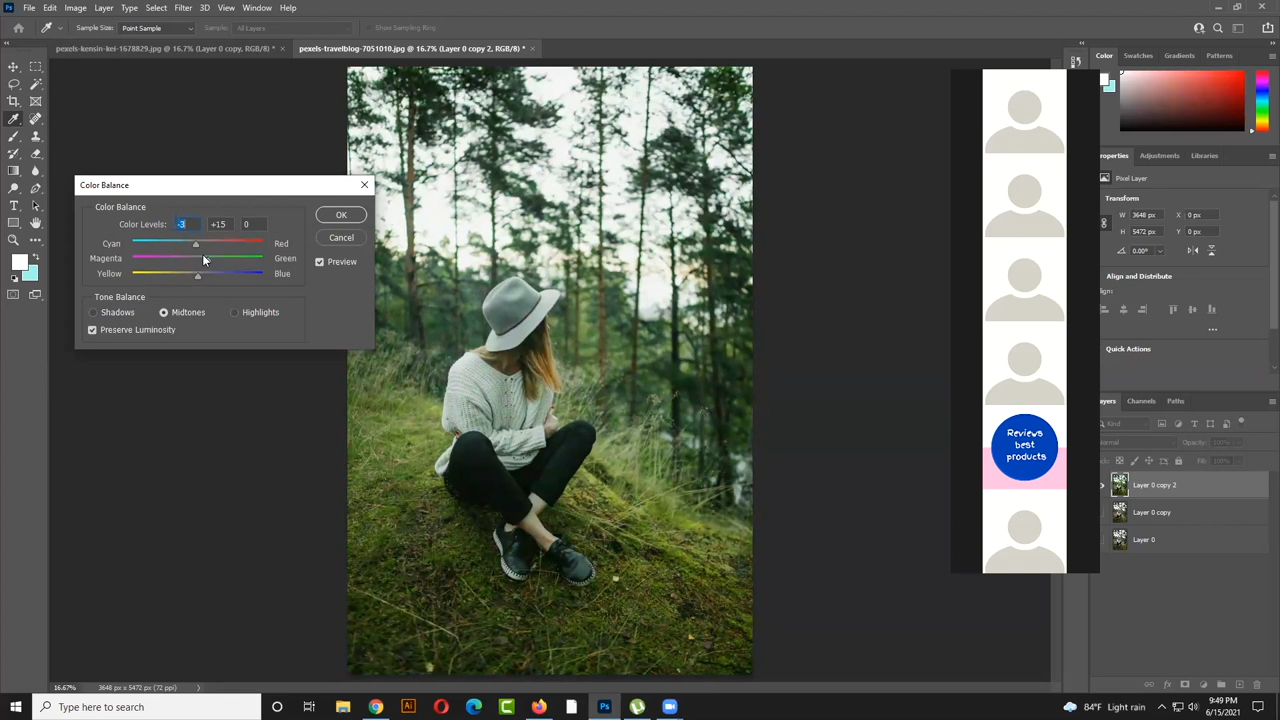 Ps File Edit Image Layer Type Select Filter 3D View Window Help
Sample Size: Point Sample Sample: All Layers Show Sampling Ring
pexels-kensin-kei-1678829.jpg @ 16.7% (Layer 0 copy, RGB/8) * × pexels-travelblog-7051010.jpg @ 16.7% (Layer 0 copy 2, RGB/8) * ×
Color Swatches Gradients Patterns
Properties Adjustments Libraries
Pixel Layer
Transform
W 3648 px X 0 px
H 5472 px Y 0 px
0.00°
Align and Distribute
Quick Actions
Layers Channels Paths
Kind
Normal Opacity: 100%
Fill: 100%
Layer 0 copy 2
Layer 0 copy
Layer 0
Color Balance
Color Balance
Color Levels: -3 +15 0
Cyan Red
Magenta Green
Yellow Blue
Tone Balance
Shadows Midtones Highlights
Preserve Luminosity
OK
Cancel
Preview
Reviews
best
products
16.67% 3648 px x 5472 px (72 ppi)
Type here to search
Ai
Ps
84°F Light rain
9:49 PM
6/15/2021